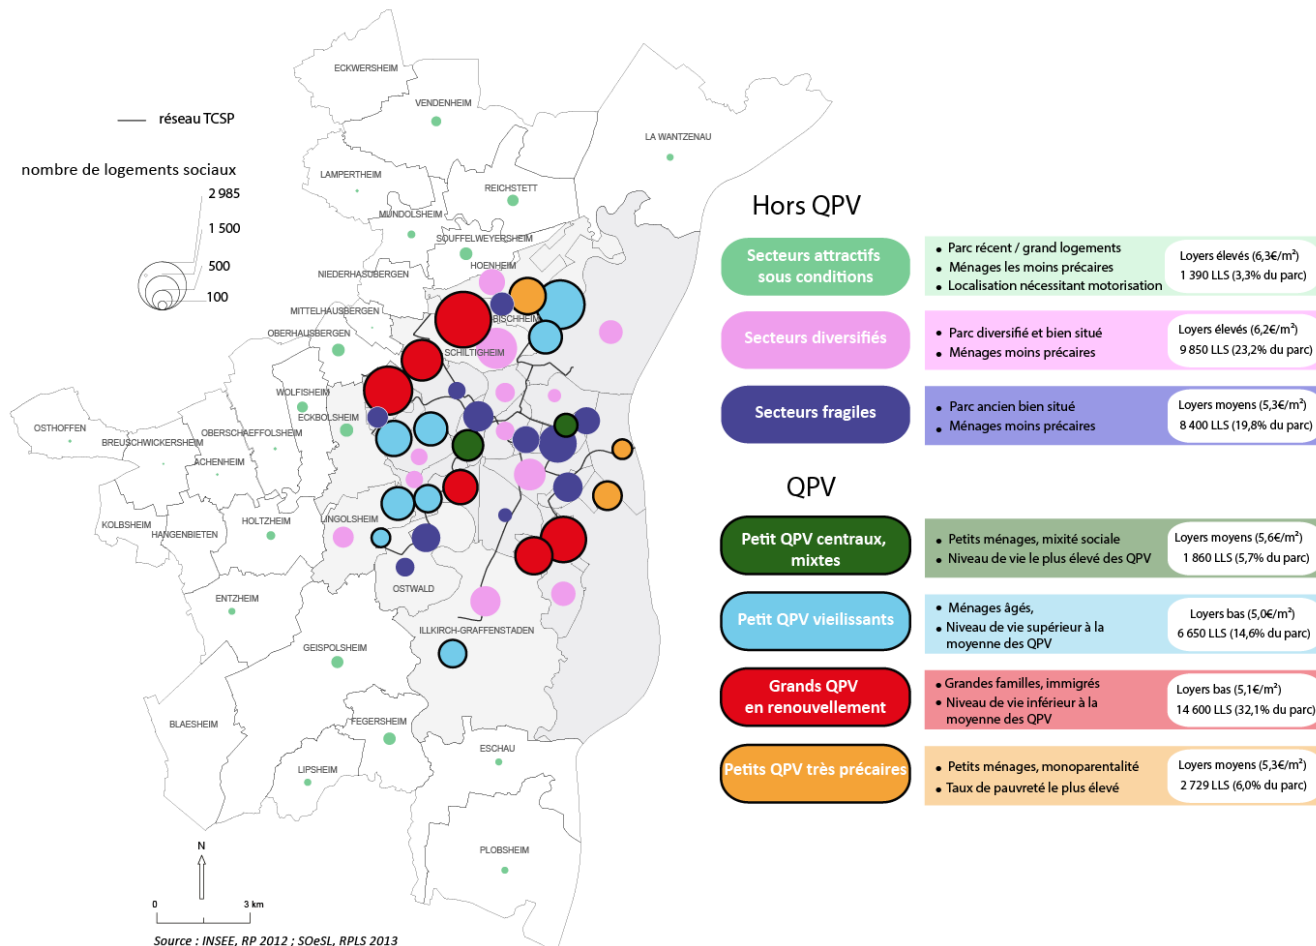 ECKWERSHEIM
VENDENHEIM
réseau TCSP
LA WANTZENAU
nombre de logements sociaux
2 985
1 500
500
100
LAMPERTHEIM
REICHSTETT
MUNDOLSHEIM
SOUFFELWEYERSHEIM
HOENHEIM
NIEDERHASUBERGEN
BISCHHEIM
MITTELHAUSBERGEN
OBERHAUSBERGEN
SCHILTIGHEIM
WOLFISHEIM
ECKBOLSHEIM
OSTHOFFEN
BREUSCHWICKERSHEIM
OBERSCHAEFFOLSHEIM
ACHENHEIM
KOLBSHEIM
HANGENBIETEN
HOLTZHEIM
LINGOLSHEIM
OSTWALD
ENTZHEIM
ILLKIRCH-GRAFFENSTADEN
GEISPOLSHEIM
BLAESHEIM
FEGERSHEIM
ESCHAU
LIPSHEIM
PLOBSHEIM
N
0
3 km
Source : INSEE, RP 2012 ; SOeSL, RPLS 2013
Hors QPV
Secteurs attractifs
sous conditions
• Parc récent / grand logements
• Ménages les moins précaires
• Localisation nécessitant motorisation
Loyers élevés (6,3€/m²)
1 390 LLS (3,3% du parc)
Secteurs diversifiés
• Parc diversifié et bien situé
• Ménages moins précaires
Loyers élevés (6,2€/m²)
9 850 LLS (23,2% du parc)
Secteurs fragiles
• Parc ancien bien situé
• Ménages moins précaires
Loyers moyens (5,3€/m²)
8 400 LLS (19,8% du parc)
QPV
Petit QPV centraux,
mixtes
• Petits ménages, mixité sociale
• Niveau de vie le plus élevé des QPV
Loyers moyens (5,6€/m²)
1 860 LLS (5,7% du parc)
Petit QPV vieilissants
• Ménages âgés,
• Niveau de vie supérieur à la
moyenne des QPV
Loyers bas (5,0€/m²)
6 650 LLS (14,6% du parc)
Grands QPV
en renouvellement
• Grandes familles, immigrés
• Niveau de vie inférieur à la
moyenne des QPV
Loyers bas (5,1€/m²)
14 600 LLS (32,1% du parc)
Petits QPV très précaires
• Petits ménages, monoparentalité
• Taux de pauvreté le plus élevé
Loyers moyens (5,3€/m²)
2 729 LLS (6,0% du parc)